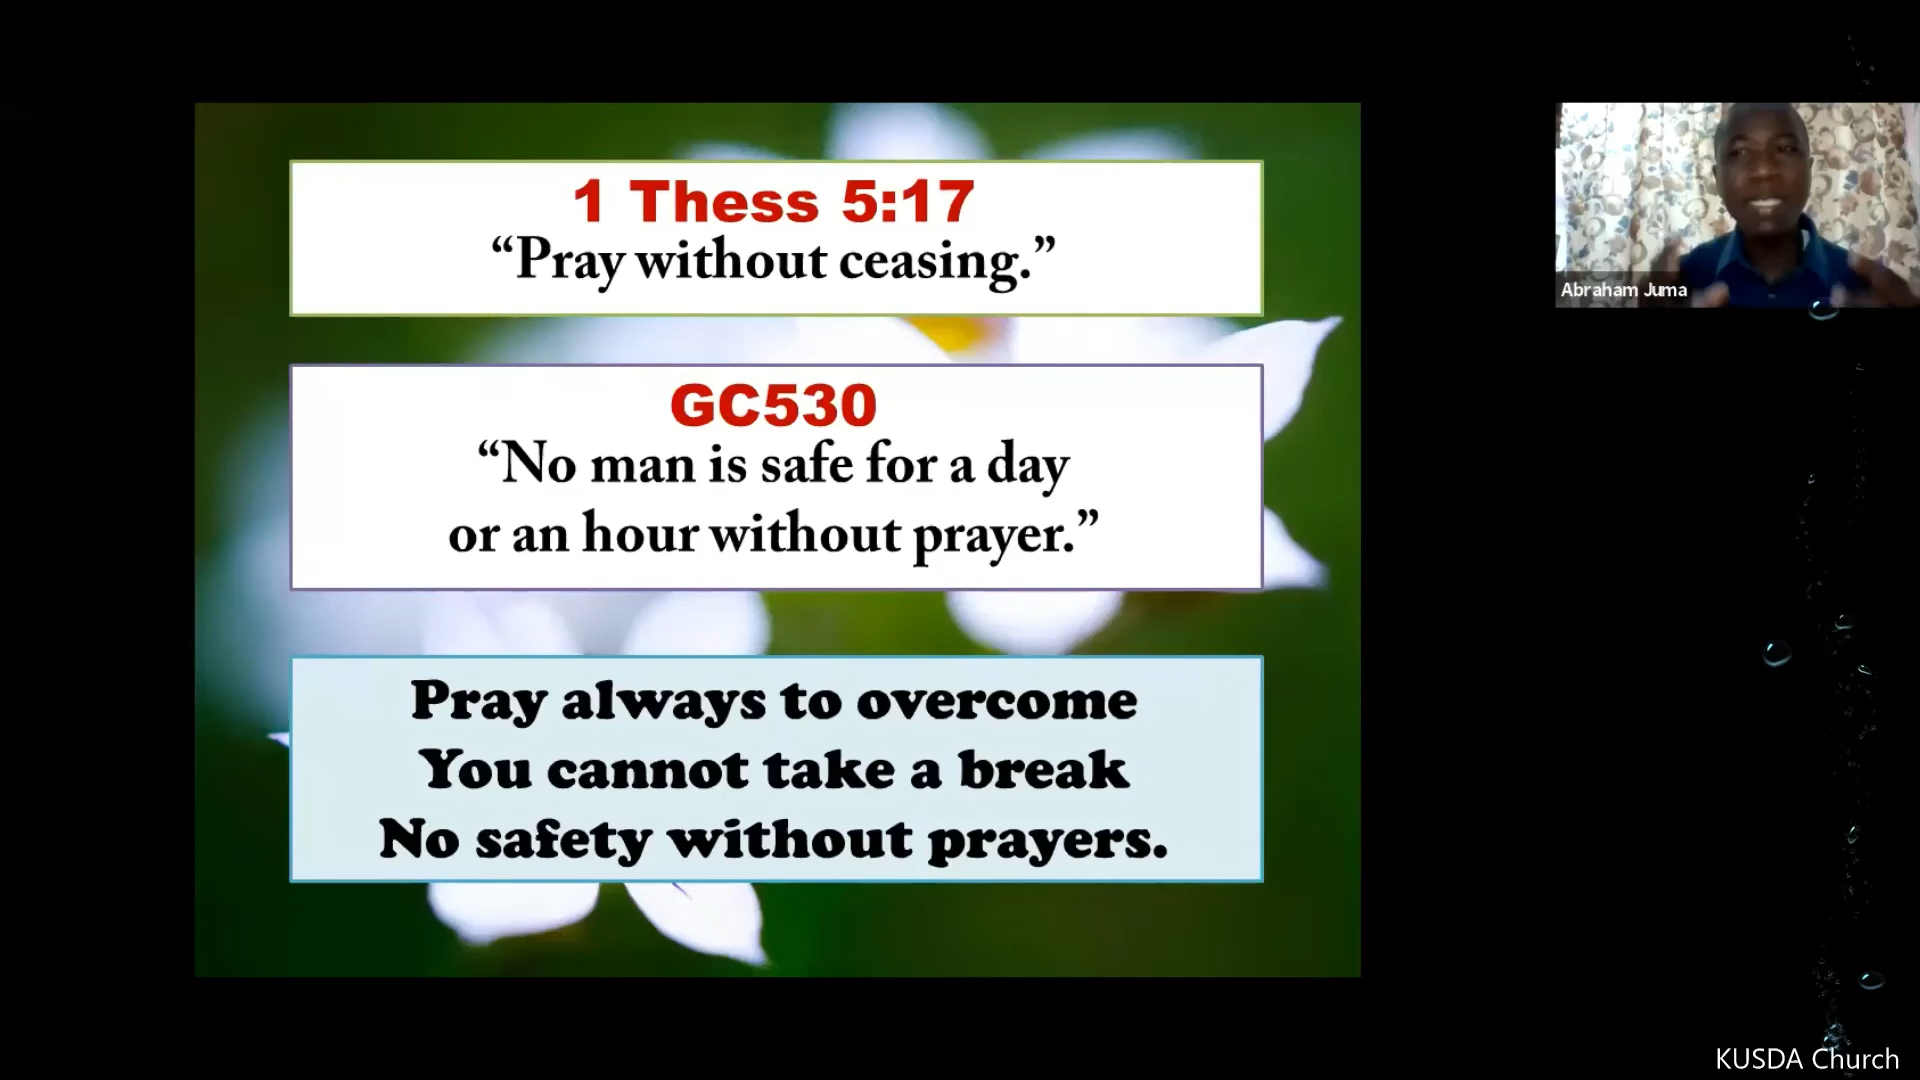 1 Thess 5:17
“Pray without ceasing.”
GC530
“No man is safe for a day
or an hour without prayer.”
Pray always to overcome
You cannot take a break
No safety without prayers.
Abraham Juma
KUSDA Church